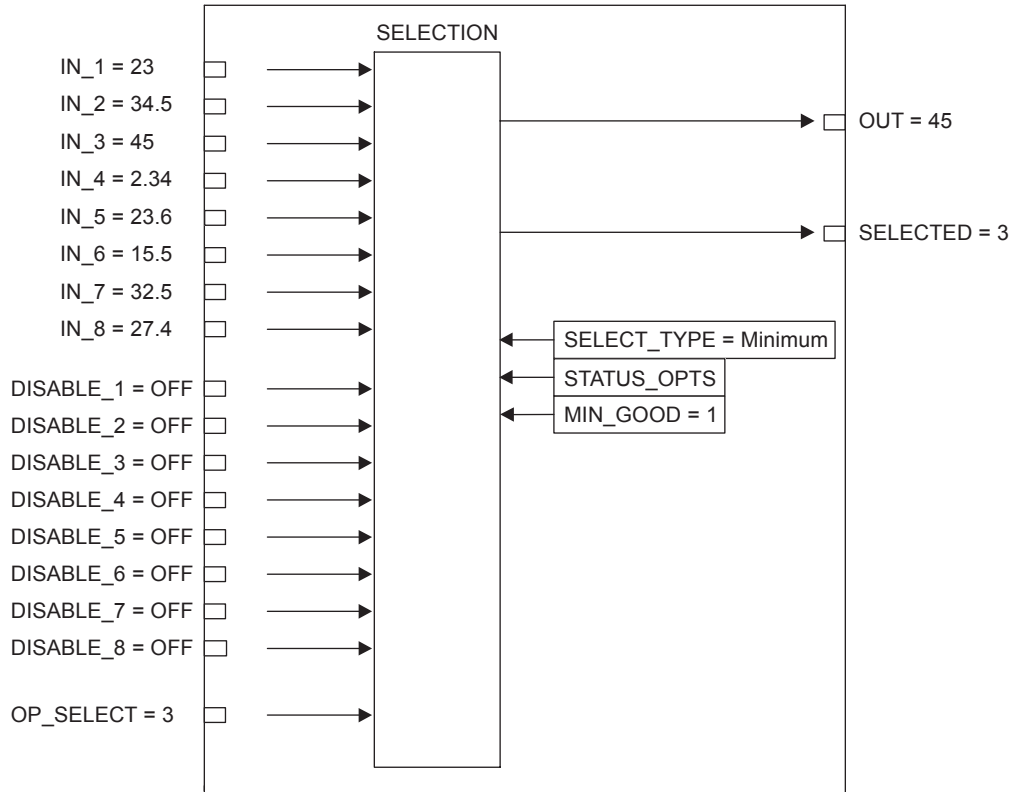 SELECTION
IN_1 = 23
IN_2 = 34.5
IN_3 = 45
IN_4 = 2.34
IN_5 = 23.6
IN_6 = 15.5
IN_7 = 32.5
IN_8 = 27.4
DISABLE_1 = OFF
DISABLE_2 = OFF
DISABLE_3 = OFF
DISABLE_4 = OFF
DISABLE_5 = OFF
DISABLE_6 = OFF
DISABLE_7 = OFF
DISABLE_8 = OFF
OP_SELECT = 3
OUT = 45
SELECTED = 3
SELECT_TYPE = Minimum
STATUS_OPTS
MIN_GOOD = 1